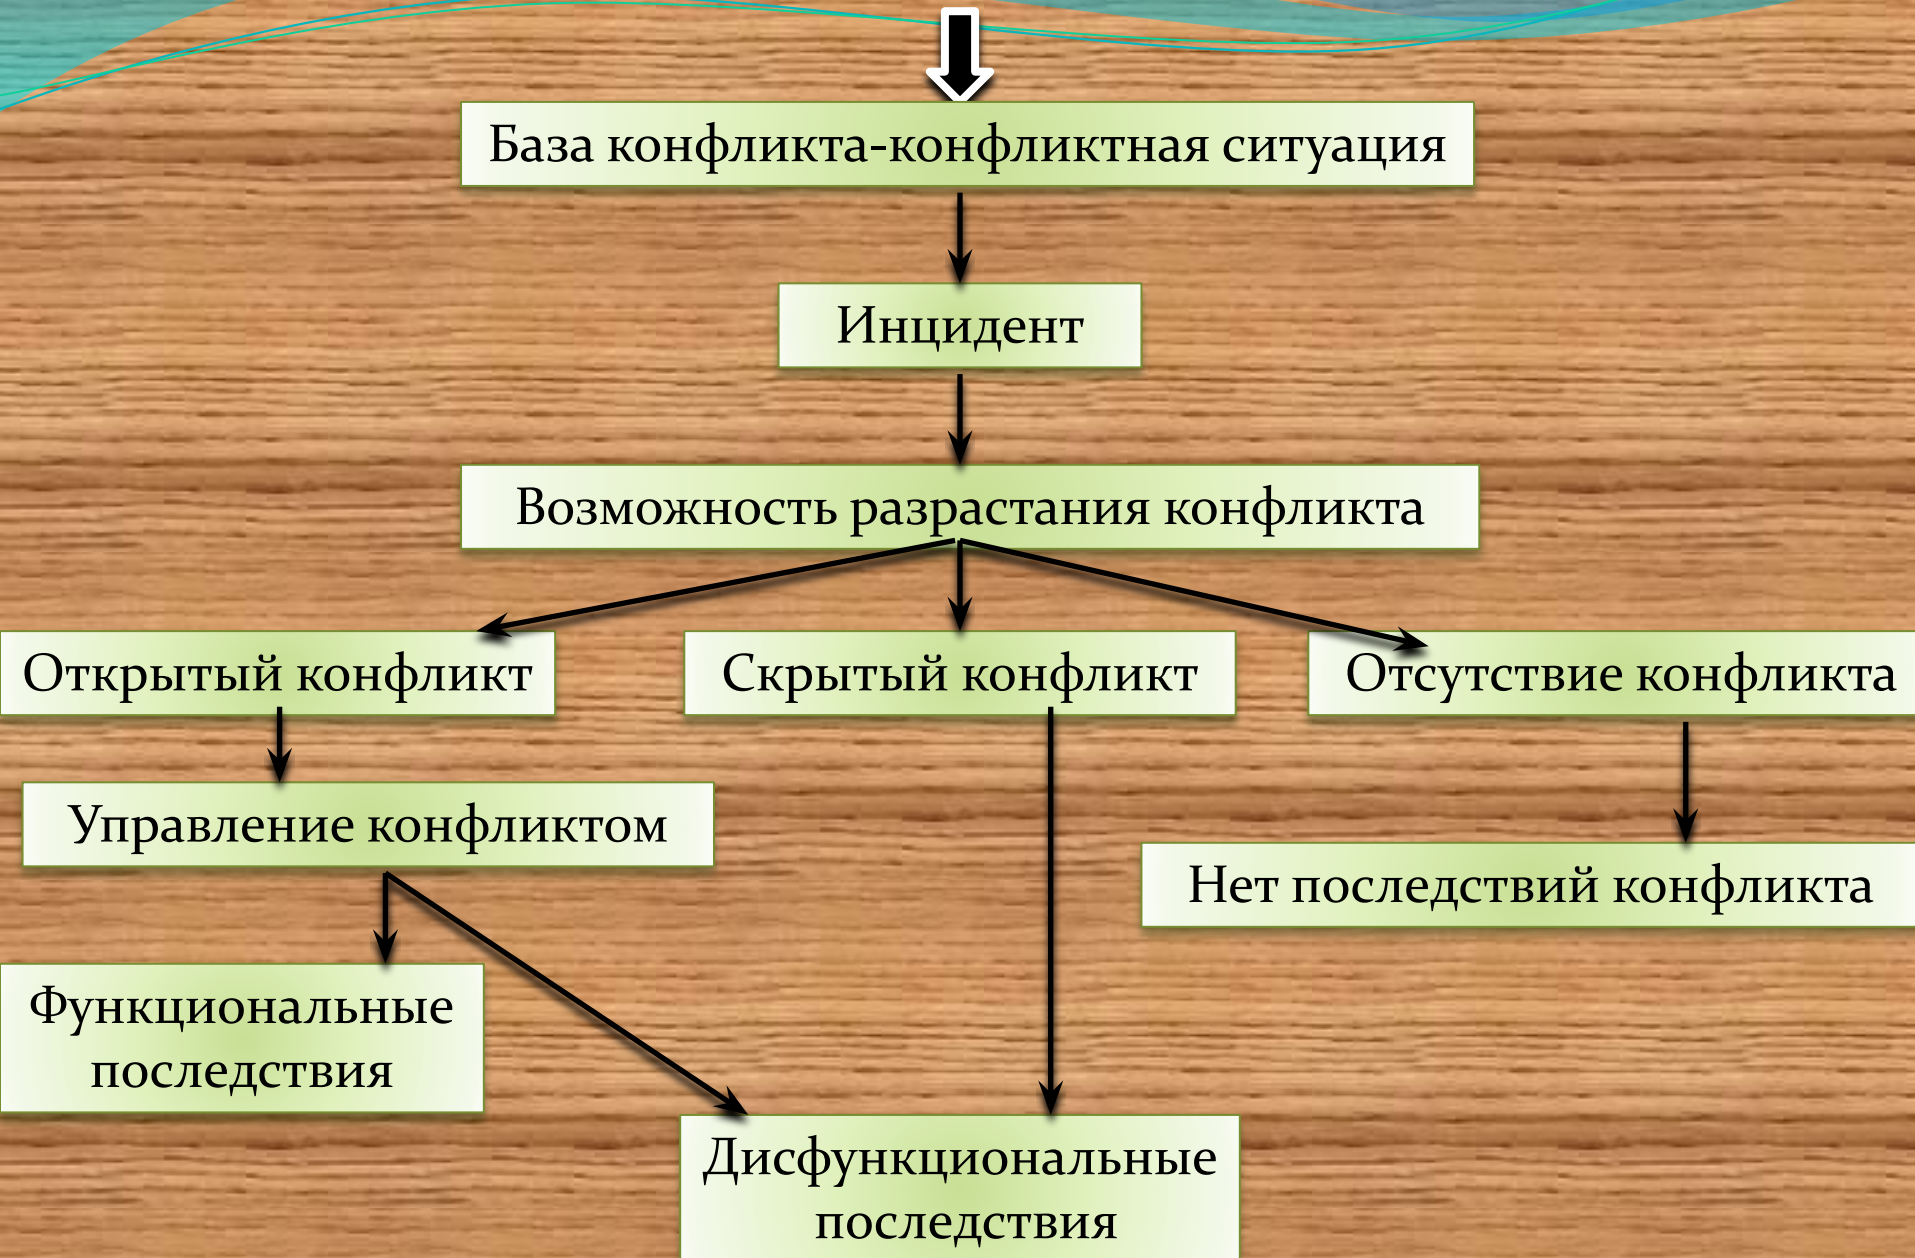 База конфликта-конфликтная ситуация
Инцидент
Возможность разрастания конфликта
Открытый конфликт
Скрытый конфликт
Отсутствие конфликта
Управление конфликтом
Нет последствий конфликта
Функциональные
последствия
Дисфункциональные
последствия